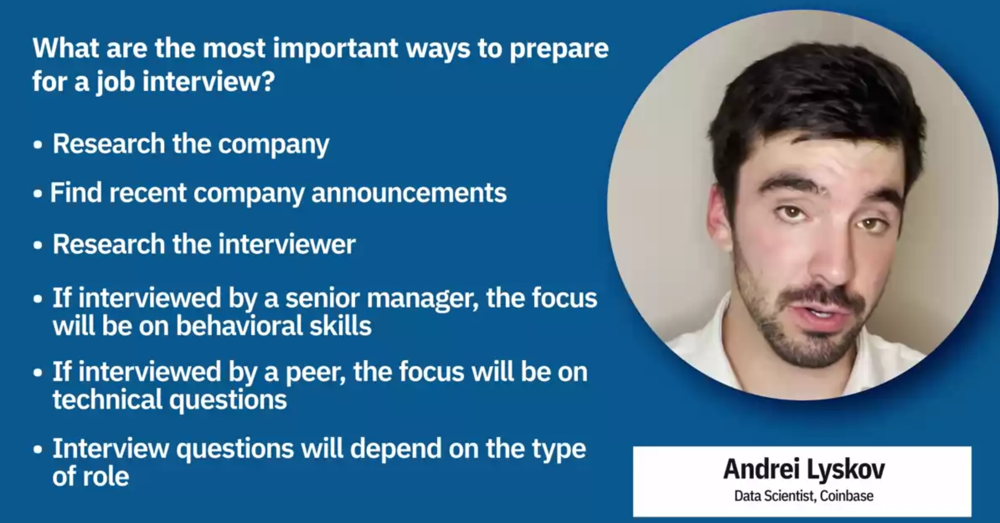 What are the most important ways to prepare
for a job interview?
• Research the company
• Find recent company announcements
• Research the interviewer
• If interviewed by a senior manager, the focus
will be on behavioral skills
• If interviewed by a peer, the focus will be on
technical questions
• Interview questions will depend on the type
of role
Andrei Lyskov
Data Scientist, Coinbase